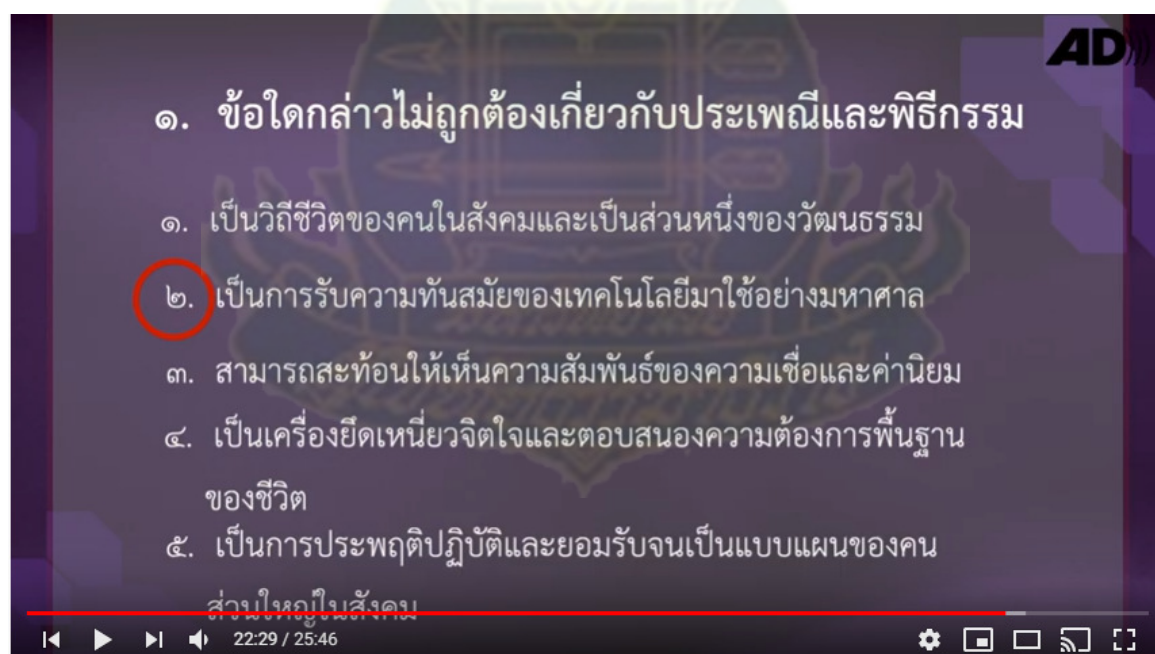 AD
๑. ข้อใดกล่าวไม่ถูกต้องเกี่ยวกับประเพณีและพิธีกรรม
๑. เป็นวิถีชีวิตของคนในสังคมและเป็นส่วนหนึ่งของวัฒนธรรม
๒. เป็นการรับความทันสมัยของเทคโนโลยีมาใช้อย่างมหาศาล
๓. สามารถสะท้อนให้เห็นความสัมพันธ์ของความเชื่อและค่านิยม
๔. เป็นเครื่องยึดเหนี่ยวจิตใจและตอบสนองความต้องการพื้นฐาน
ของชีวิต
๕. เป็นการประพฤติปฏิบัติและยอมรับจนเป็นแบบแผนของคน
ส่วนใหญ่ในสังคม
22:29 / 25:46